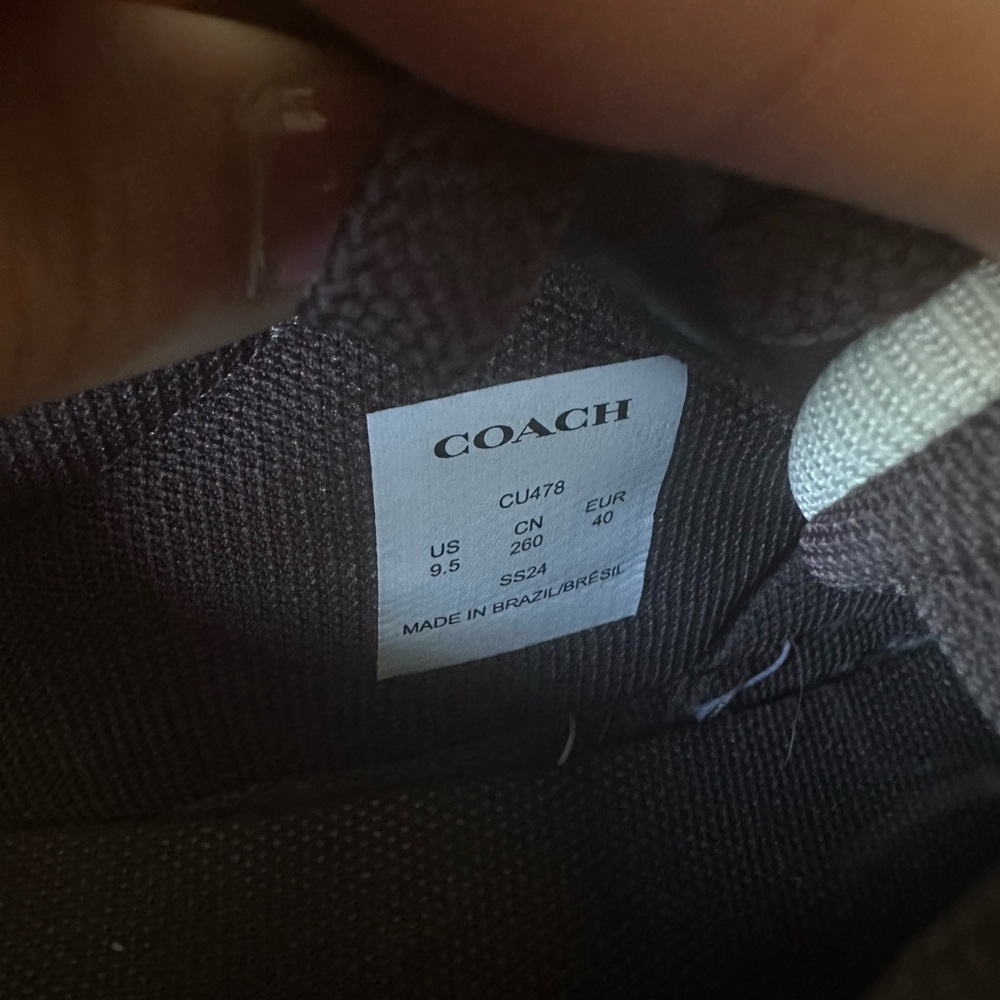 COACH
CU478
US CN EUR
9.5 260 40
SS24
MADE IN BRAZIL/BRÉSIL